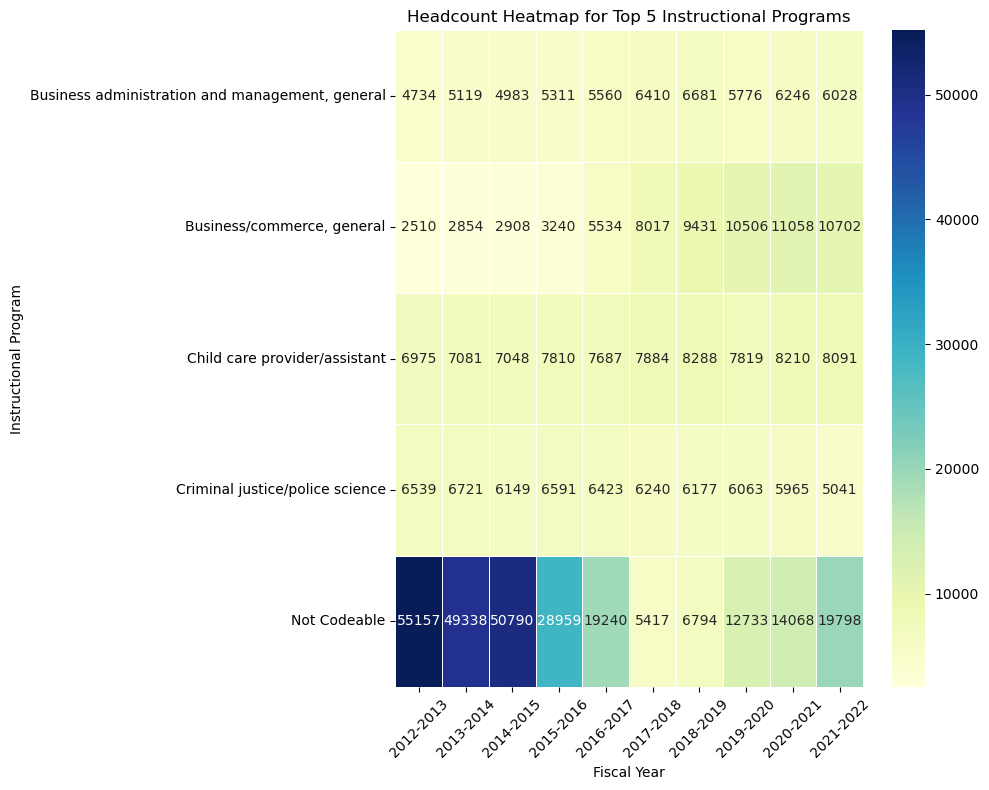 Headcount Heatmap for Top 5 Instructional Programs
Instructional Program
Business administration and management, general 4734 5119 4983 5311 5560 6410 6681 5776 6246 6028
Business/commerce, general 2510 2854 2908 3240 5534 8017 9431 10506 11058 10702
Child care provider/assistant 6975 7081 7048 7810 7687 7884 8288 7819 8210 8091
Criminal justice/police science 6539 6721 6149 6591 6423 6240 6177 6063 5965 5041
Not Codeable 55157 49338 50790 28959 19240 5417 6794 12733 14068 19798
2012-2013 2013-2014 2014-2015 2015-2016 2016-2017 2017-2018 2018-2019 2019-2020 2020-2021 2021-2022
Fiscal Year
50000
40000
30000
20000
10000